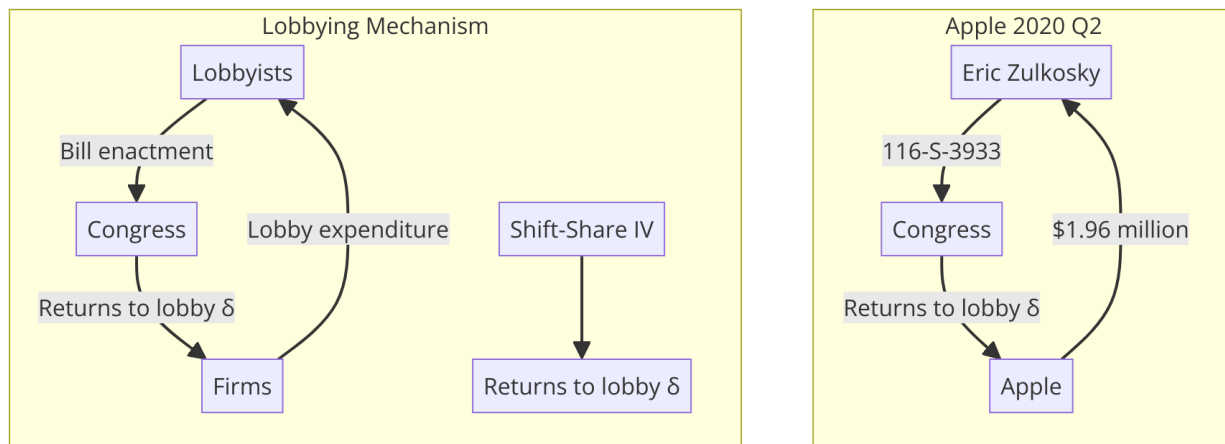 Lobbying Mechanism
Lobbyists
Bill enactment
Congress
Lobby expenditure
Returns to lobby δ
Firms
Shift-Share IV
Returns to lobby δ
Apple 2020 Q2
Eric Zulkosky
116-S-3933
Congress
$1.96 million
Returns to lobby δ
Apple